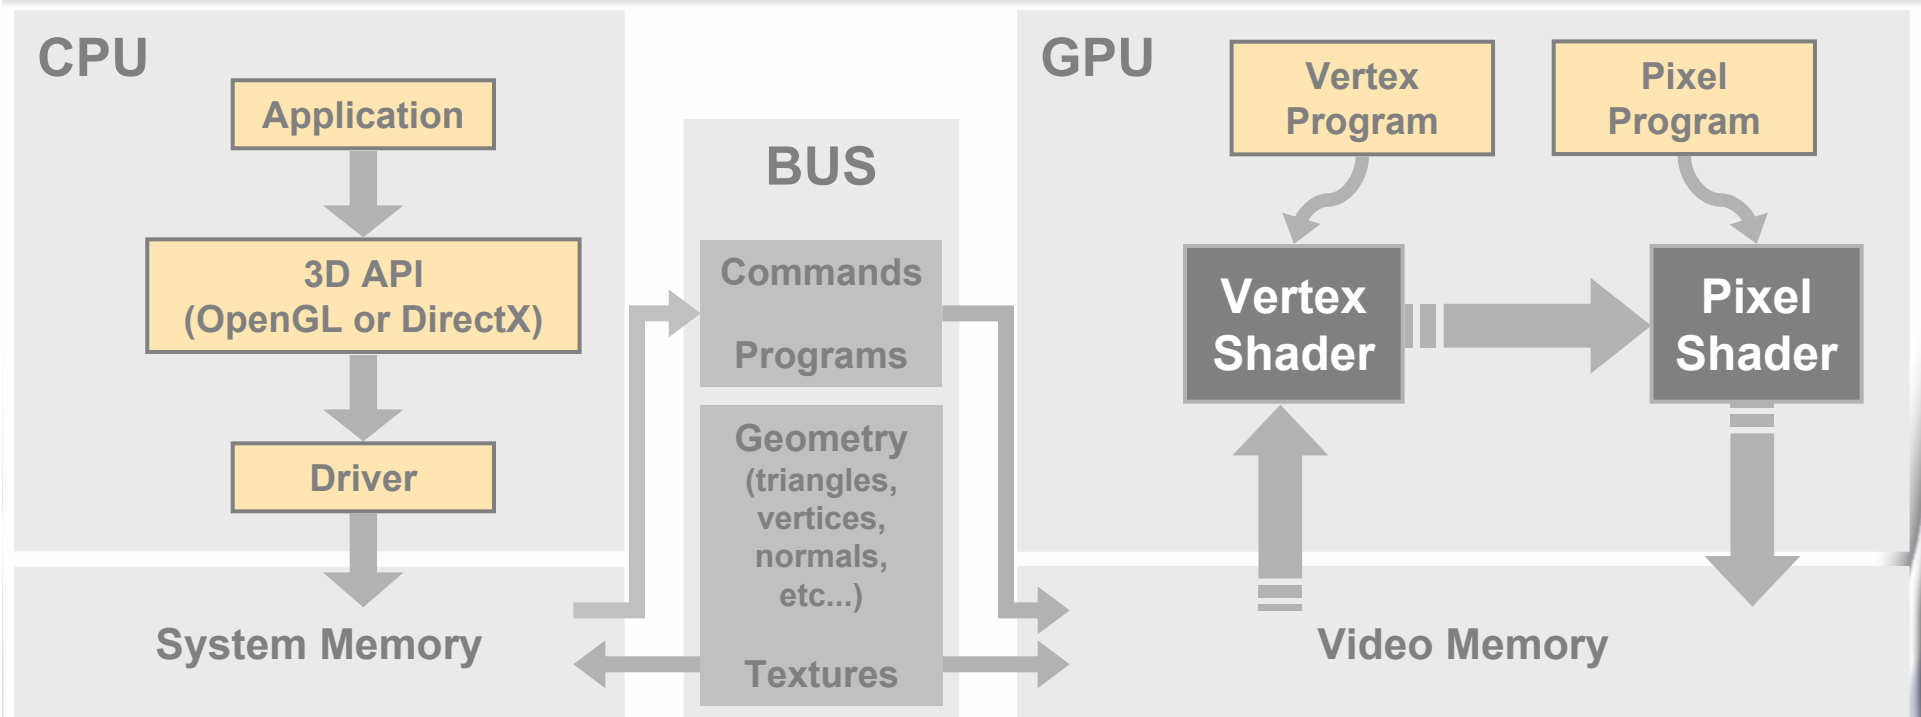 CPU
Application
3D API
(OpenGL or DirectX)
Driver
System Memory
BUS
Commands
Programs
Geometry
(triangles,
vertices,
normals,
etc...)
Textures
GPU
Vertex
Program
Pixel
Program
Vertex
Shader
Pixel
Shader
Video Memory